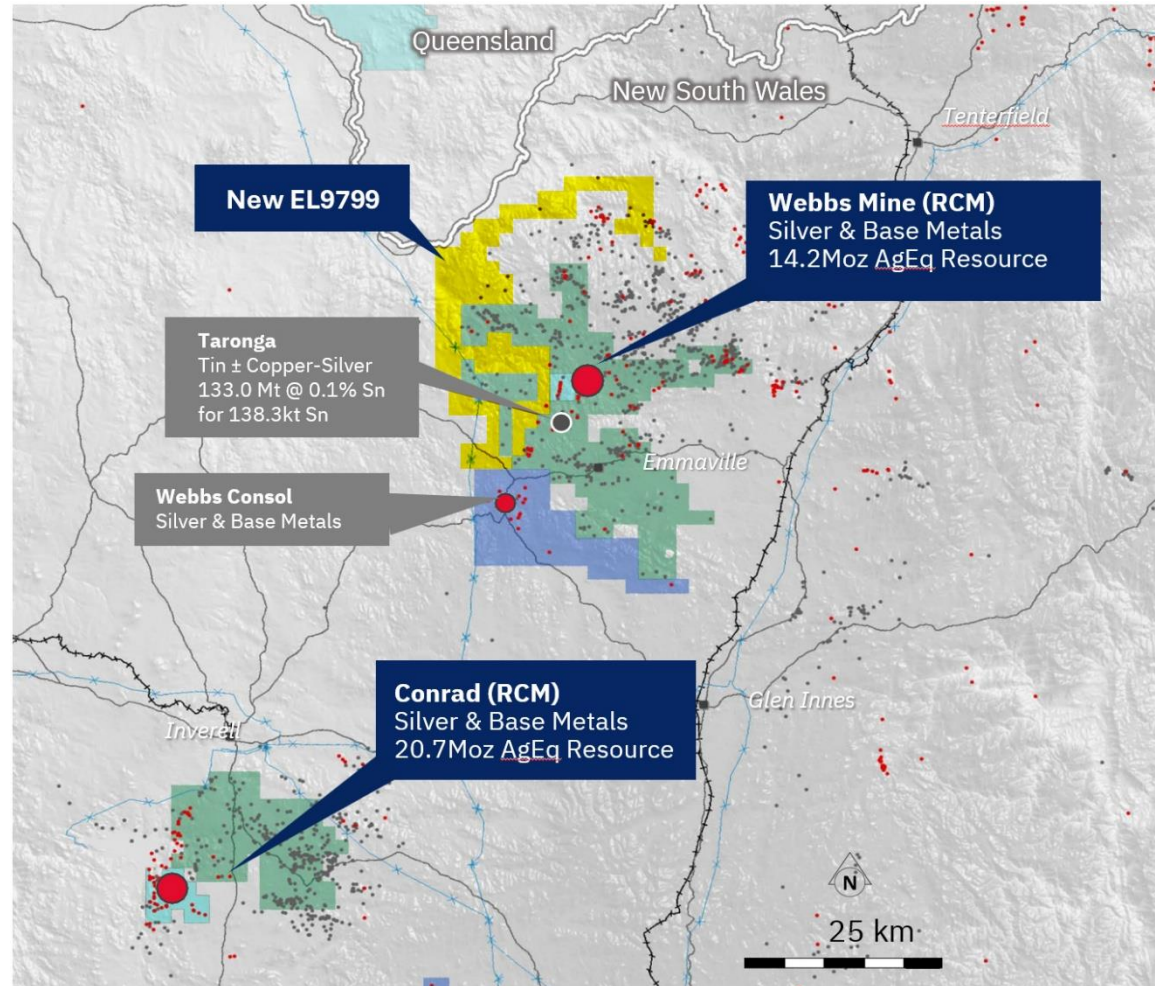 Queensland
New South Wales
Tenterfield
New EL9799
Webbs Mine (RCM)
Silver & Base Metals
14.2Moz AgEq Resource
Taronga
Tin ± Copper-Silver
133.0 Mt @ 0.1% Sn
for 138.3kt Sn
Emmaville
Webbs Consol
Silver & Base Metals
Conrad (RCM)
Silver & Base Metals
20.7Moz AgEq Resource
Glen Innes
Inverell
N
25 km